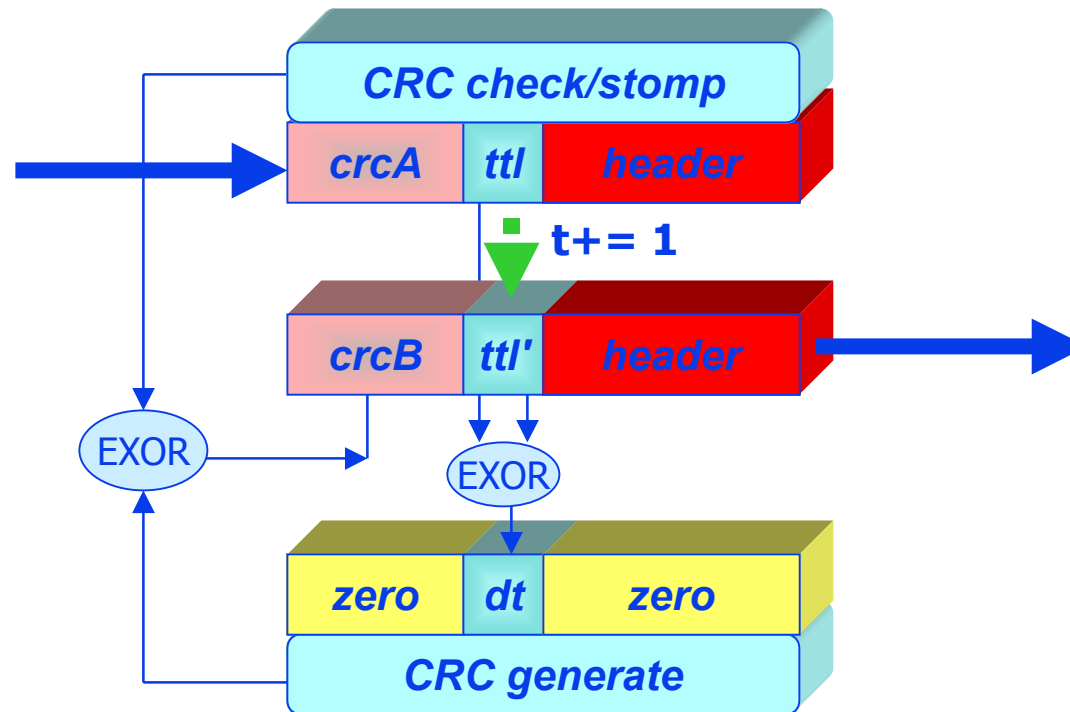 CRC check/stomp
crcA ttl header
t+= 1
crcB ttl' header
EXOR
EXOR
zero dt zero
CRC generate